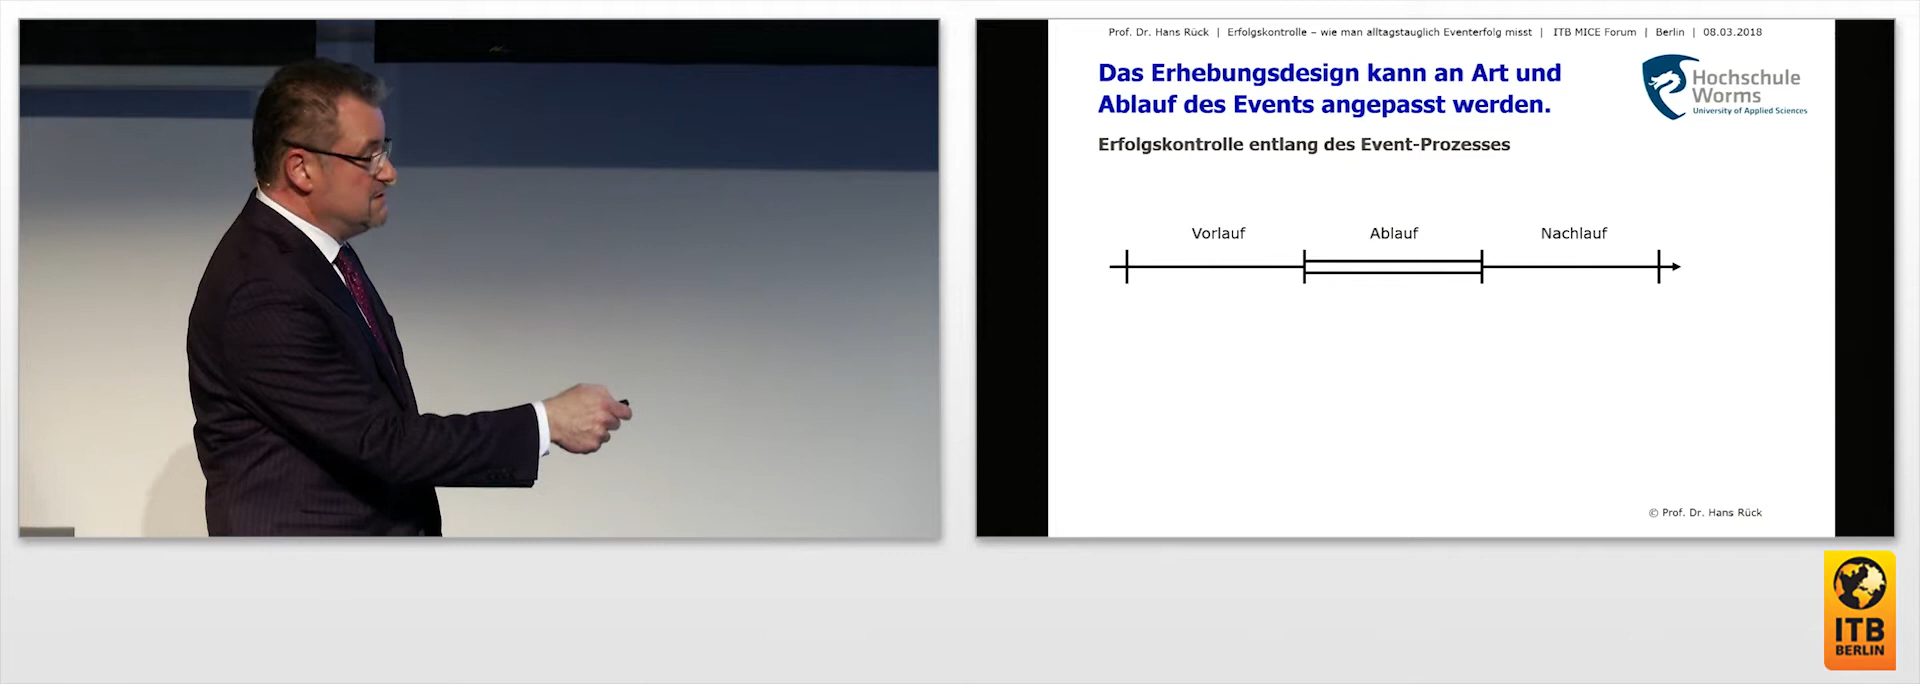 Prof. Dr. Hans Rück | Erfolgskontrolle – wie man alltagstauglich Eventerfolg misst | ITB MICE Forum | Berlin | 08.03.2018
Das Erhebungsdesign kann an Art und
Ablauf des Events angepasst werden.
Hochschule
Worms
University of Applied Sciences
Erfolgskontrolle entlang des Event-Prozesses
Vorlauf Ablauf Nachlauf
© Prof. Dr. Hans Rück
ITB
BERLIN